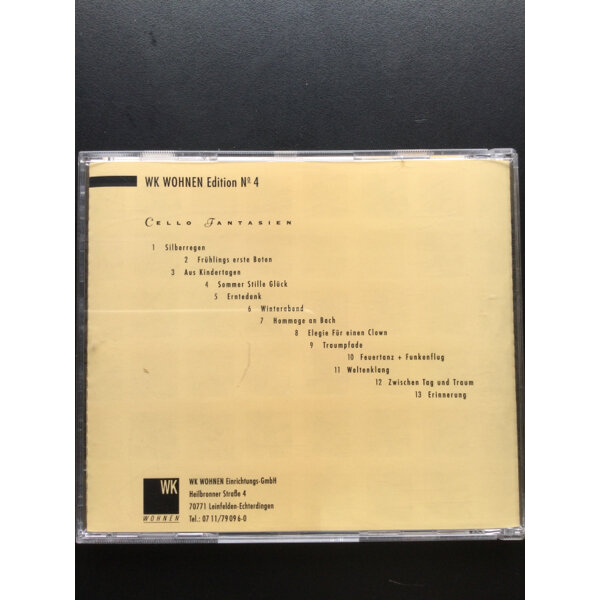 WK WOHNEN Edition Nº 4
CELLO FANTASIEN
1 Silberregen
2 Frühlings erste Boten
3 Aus Kindertagen
4 Sommer Stille Glück
5 Erntedank
6 Winterabend
7 Hommage an Bach
8 Elegie Für einen Clown
9 Traumpfade
10 Feuertanz + Funkenflug
11 Weltenklang
12 Zwischen Tag und Traum
13 Erinnerung
WK
WOHNEN
WK WOHNEN Einrichtungs-GmbH
Heilbronner Straße 4
70771 Leinfelden-Echterdingen
Tel.: 07 11/79 09 6-0